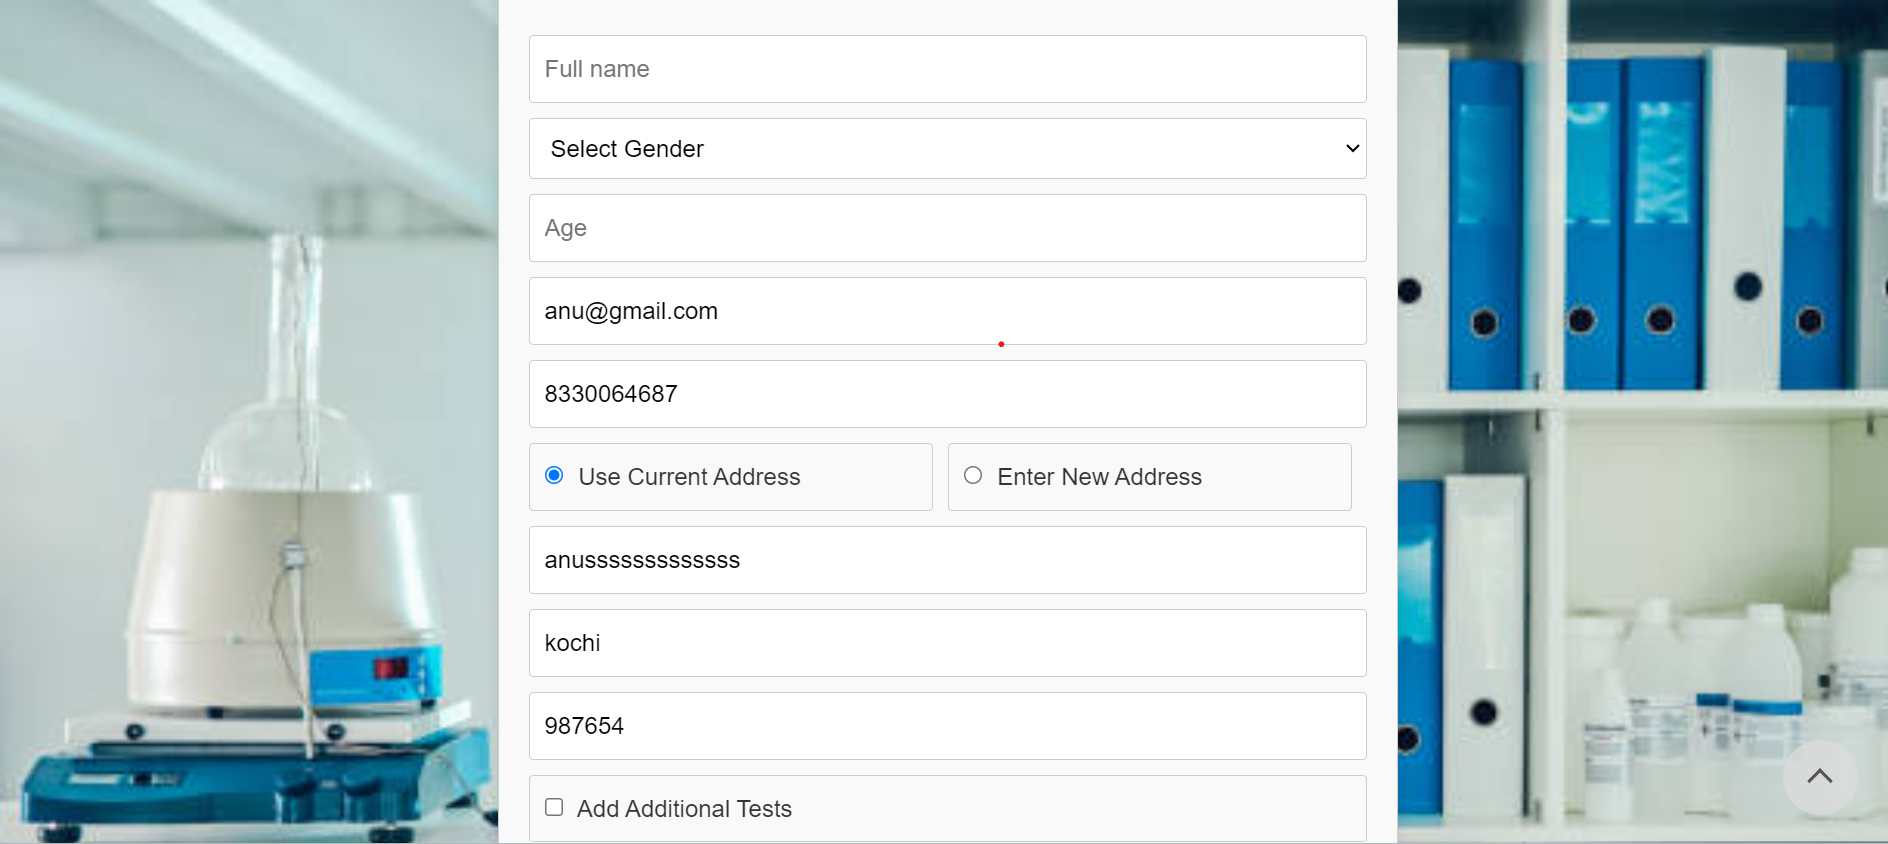 Full name
Select Gender
Age
anu@gmail.com
8330064687
Use Current Address
Enter New Address
anusssssssssssss
kochi
987654
Add Additional Tests